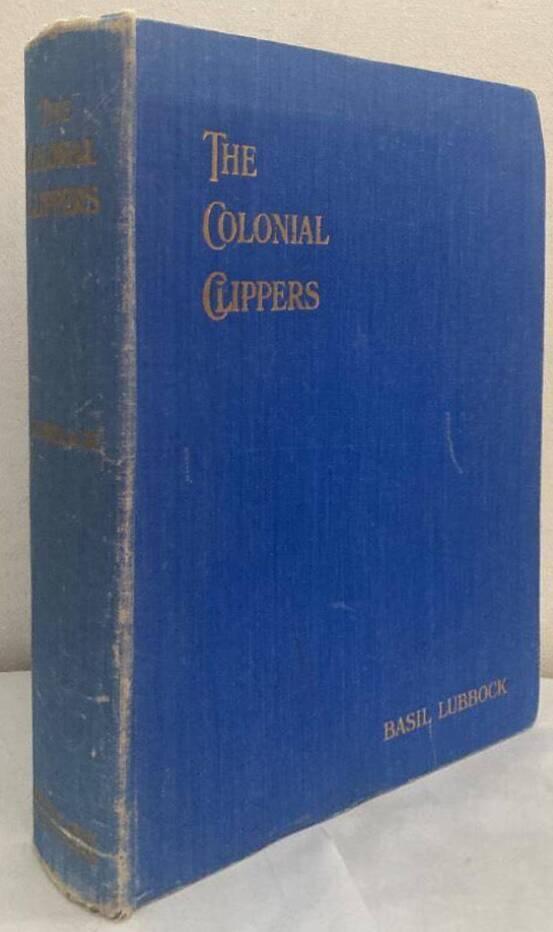 THE
COLONIAL
CLIPPERS
BASIL LUBBOCK
THE
COLONIAL
CLIPPERS